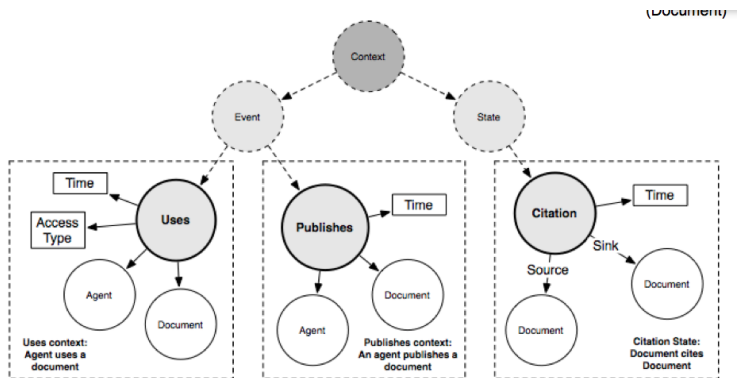 (Document)
Context
Event
State
Time
Access
Type
Uses
Agent
Document
Uses context:
Agent uses a
document
Publishes
Time
Agent
Document
Publishes context:
An agent publishes a
document
Citation
Time
Source
Sink
Document
Document
Citation State:
Document cites
Document